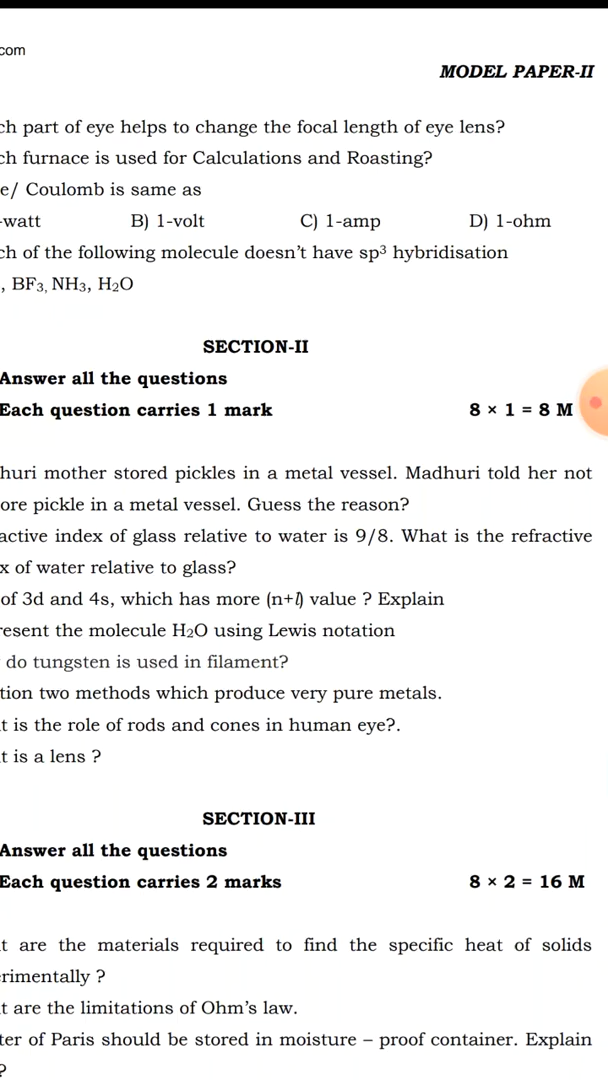 com
MODEL PAPER-II
ch part of eye helps to change the focal length of eye lens?
ch furnace is used for Calculations and Roasting?
e/ Coulomb is same as
-watt B) 1-volt C) 1-amp D) 1-ohm
ch of the following molecule doesn't have sp³ hybridisation
, BF₃, NH₃, H₂O
SECTION-II
Answer all the questions
Each question carries 1 mark 8 × 1 = 8 M
huri mother stored pickles in a metal vessel. Madhuri told her not
ore pickle in a metal vessel. Guess the reason?
active index of glass relative to water is 9/8. What is the refractive
x of water relative to glass?
of 3d and 4s, which has more (n+l) value ? Explain
resent the molecule H₂O using Lewis notation
do tungsten is used in filament?
tion two methods which produce very pure metals.
t is the role of rods and cones in human eye?.
t is a lens ?
SECTION-III
Answer all the questions
Each question carries 2 marks 8 × 2 = 16 M
t are the materials required to find the specific heat of solids
rimentally ?
t are the limitations of Ohm's law.
ter of Paris should be stored in moisture – proof container. Explain
?